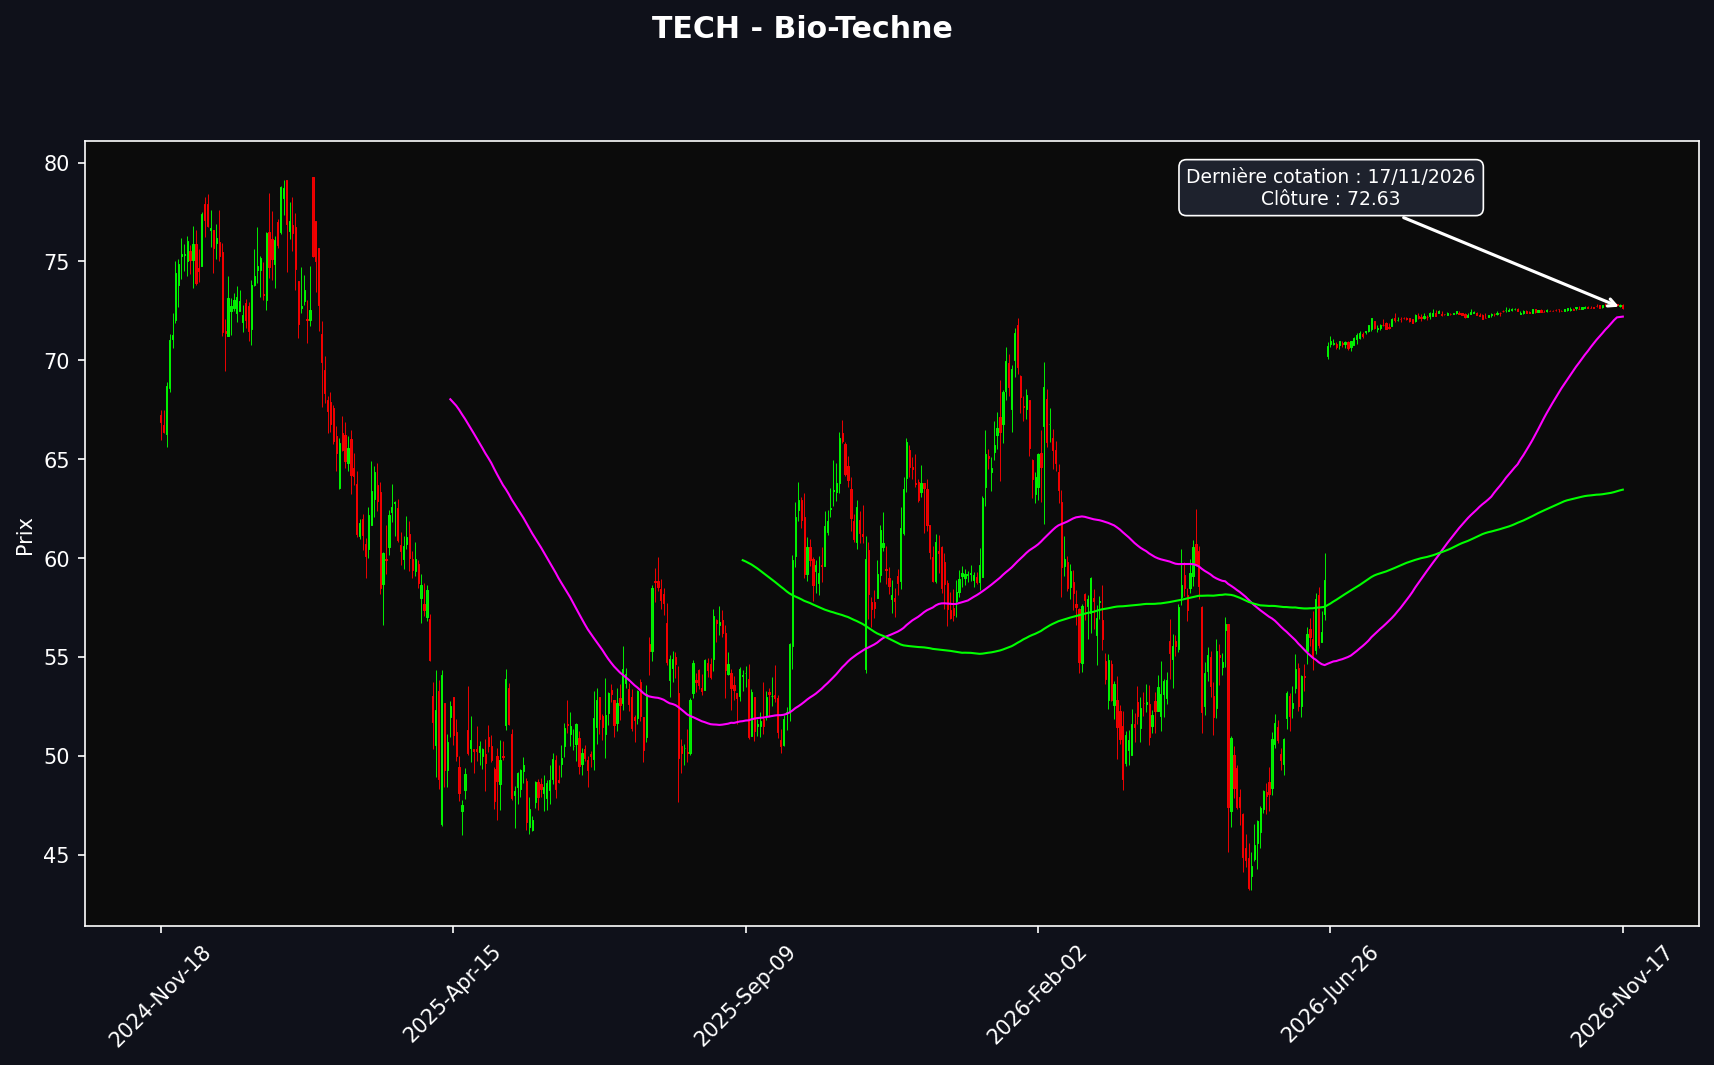 TECH - Bio-Techne
Dernière cotation : 17/11/2026
Clôture : 72.63
Prix
80
75
70
65
60
55
50
45
2024-Nov-18
2025-Apr-15
2025-Sep-09
2026-Feb-02
2026-Jun-26
2026-Nov-17